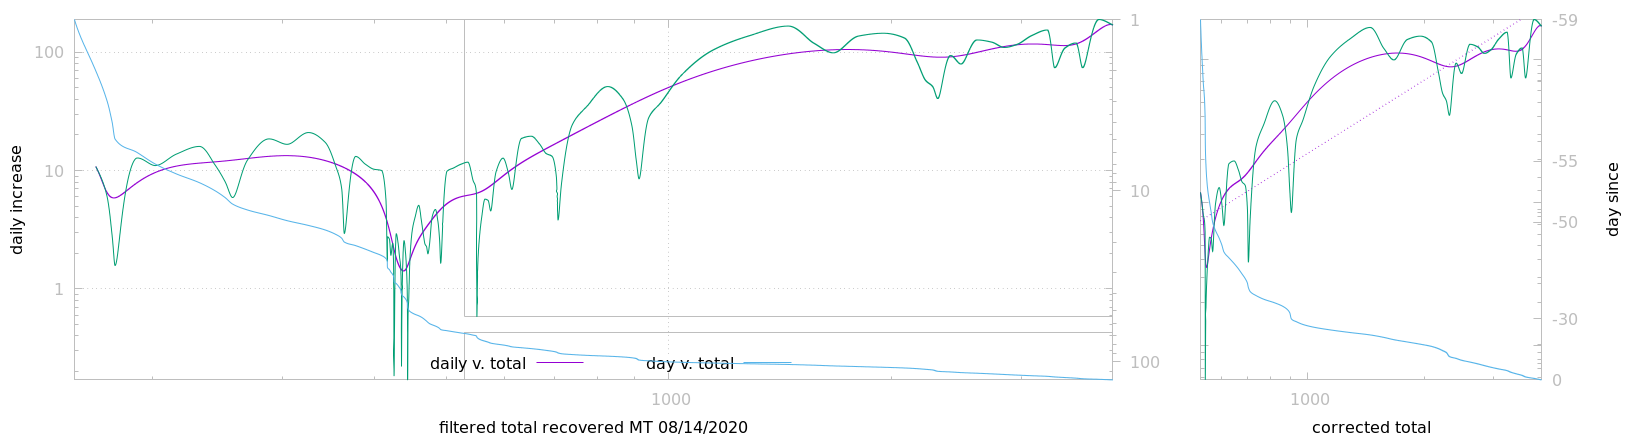 1 -59
100
daily increase
10 10 -55 -50 day since
1 -30
daily v. total day v. total 100 0
1000 1000
filtered total recovered MT 08/14/2020 corrected total